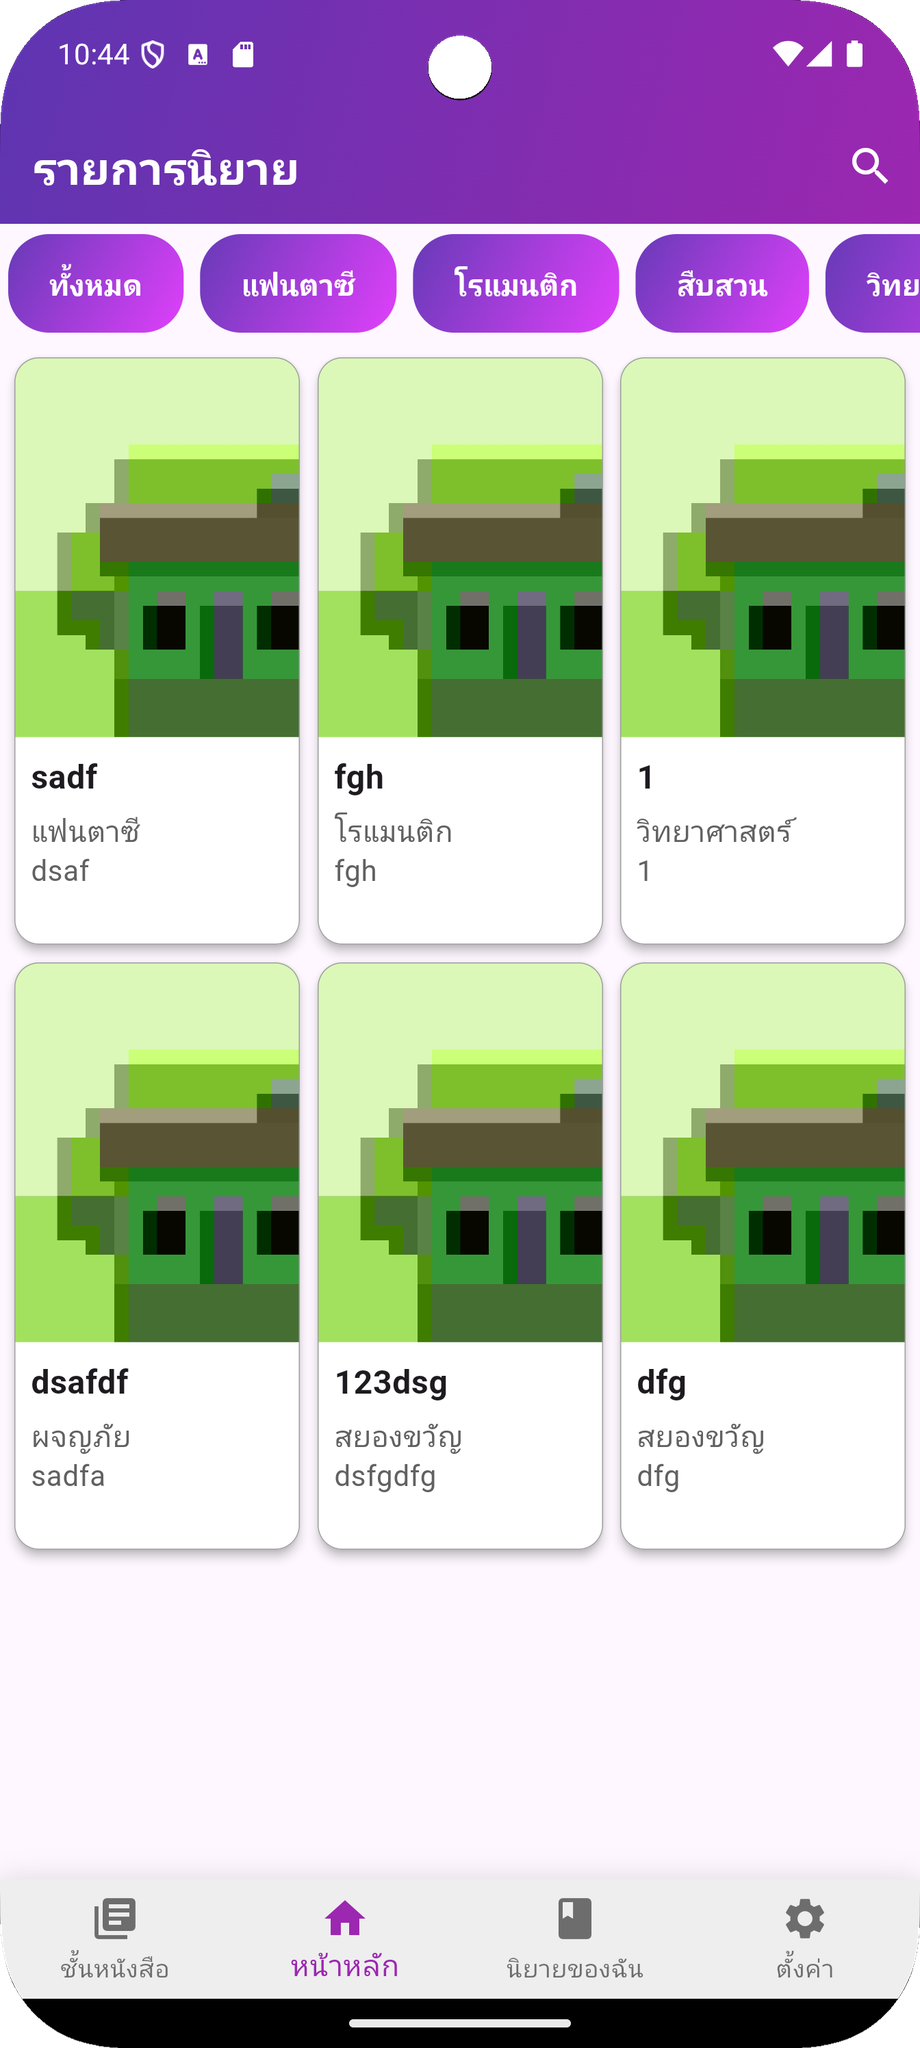 10:44
รายการนิยาย
ทั้งหมด แฟนตาซี โรแมนติก สืบสวน วิทย
sadf fgh 1
แฟนตาซี โรแมนติก วิทยาศาสตร์
dsaf fgh 1
dsafdf 123dsg dfg
ผจญภัย สยองขวัญ สยองขวัญ
sadfa dsfgdfg dfg
ชั้นหนังสือ หน้าหลัก นิยายของฉัน ตั้งค่า